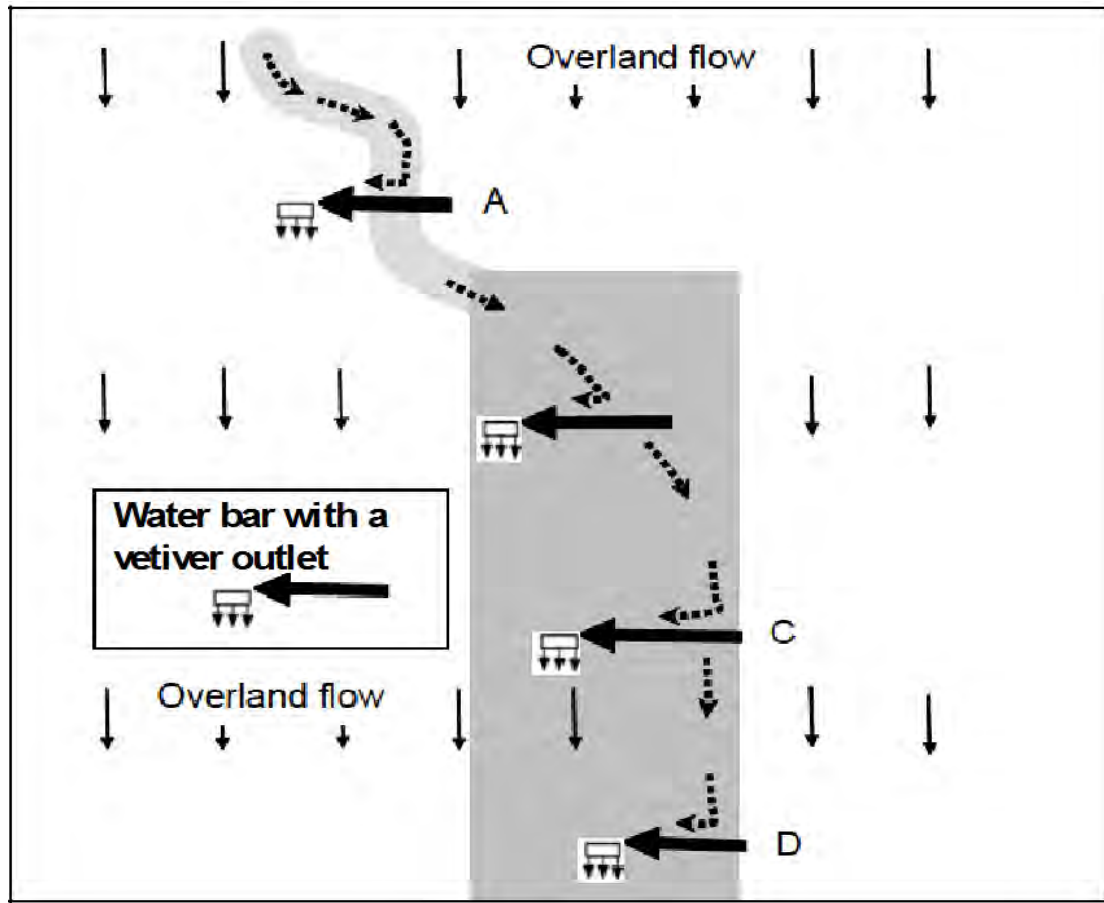 Overland flow
A
Water bar with a
vetiver outlet
C
Overland flow
D